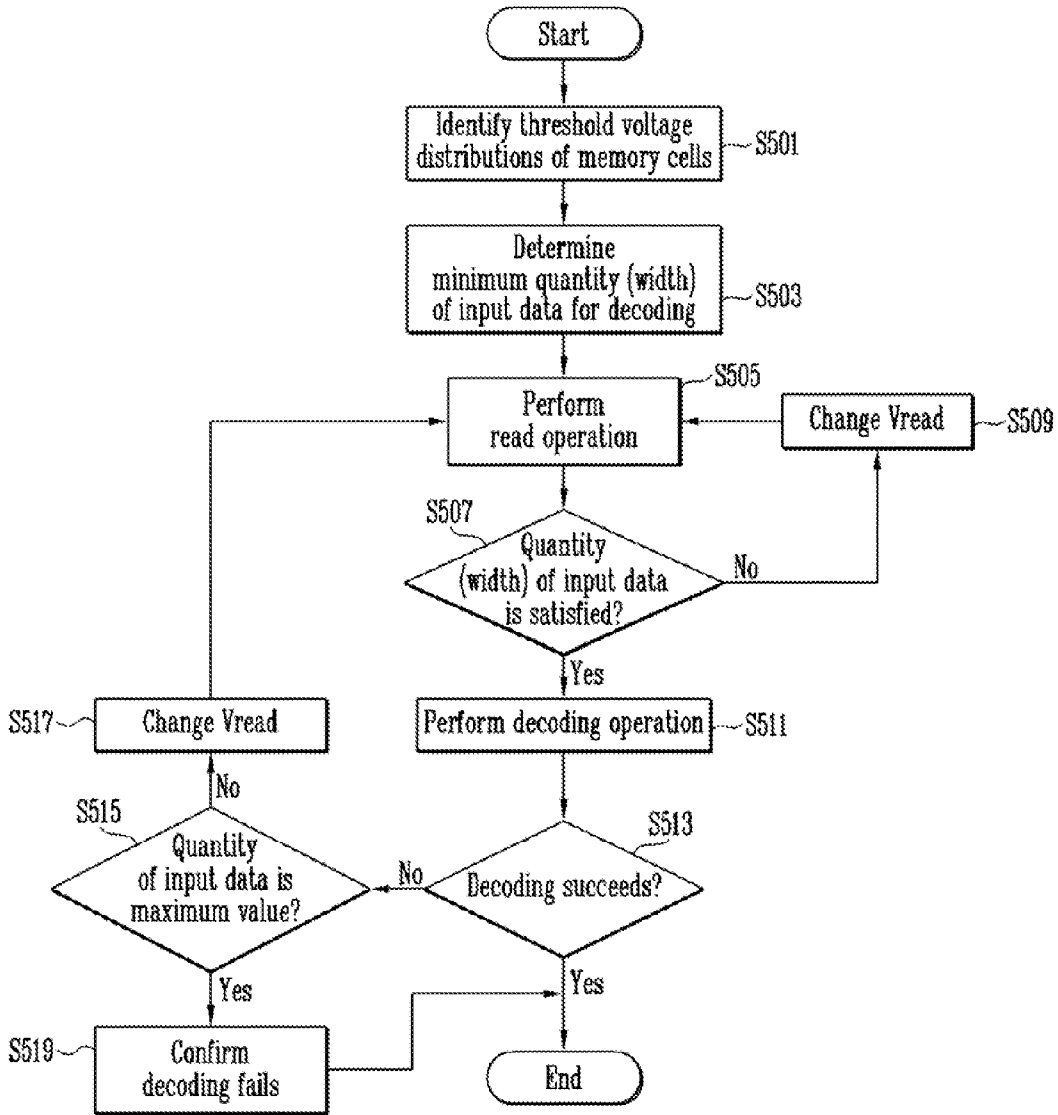 Start
Identify threshold voltage
distributions of memory cells
S501
Determine
minimum quantity (width)
of input data for decoding
S503
S505
Perform
read operation
Change Vread
S509
S507
Quantity
(width) of input data
is satisfied?
No
Yes
S517
Change Vread
Perform decoding operation
S511
No
S515
Quantity
of input data is
maximum value?
No
S513
Decoding succeeds?
Yes
Yes
S519
Confirm
decoding fails
End